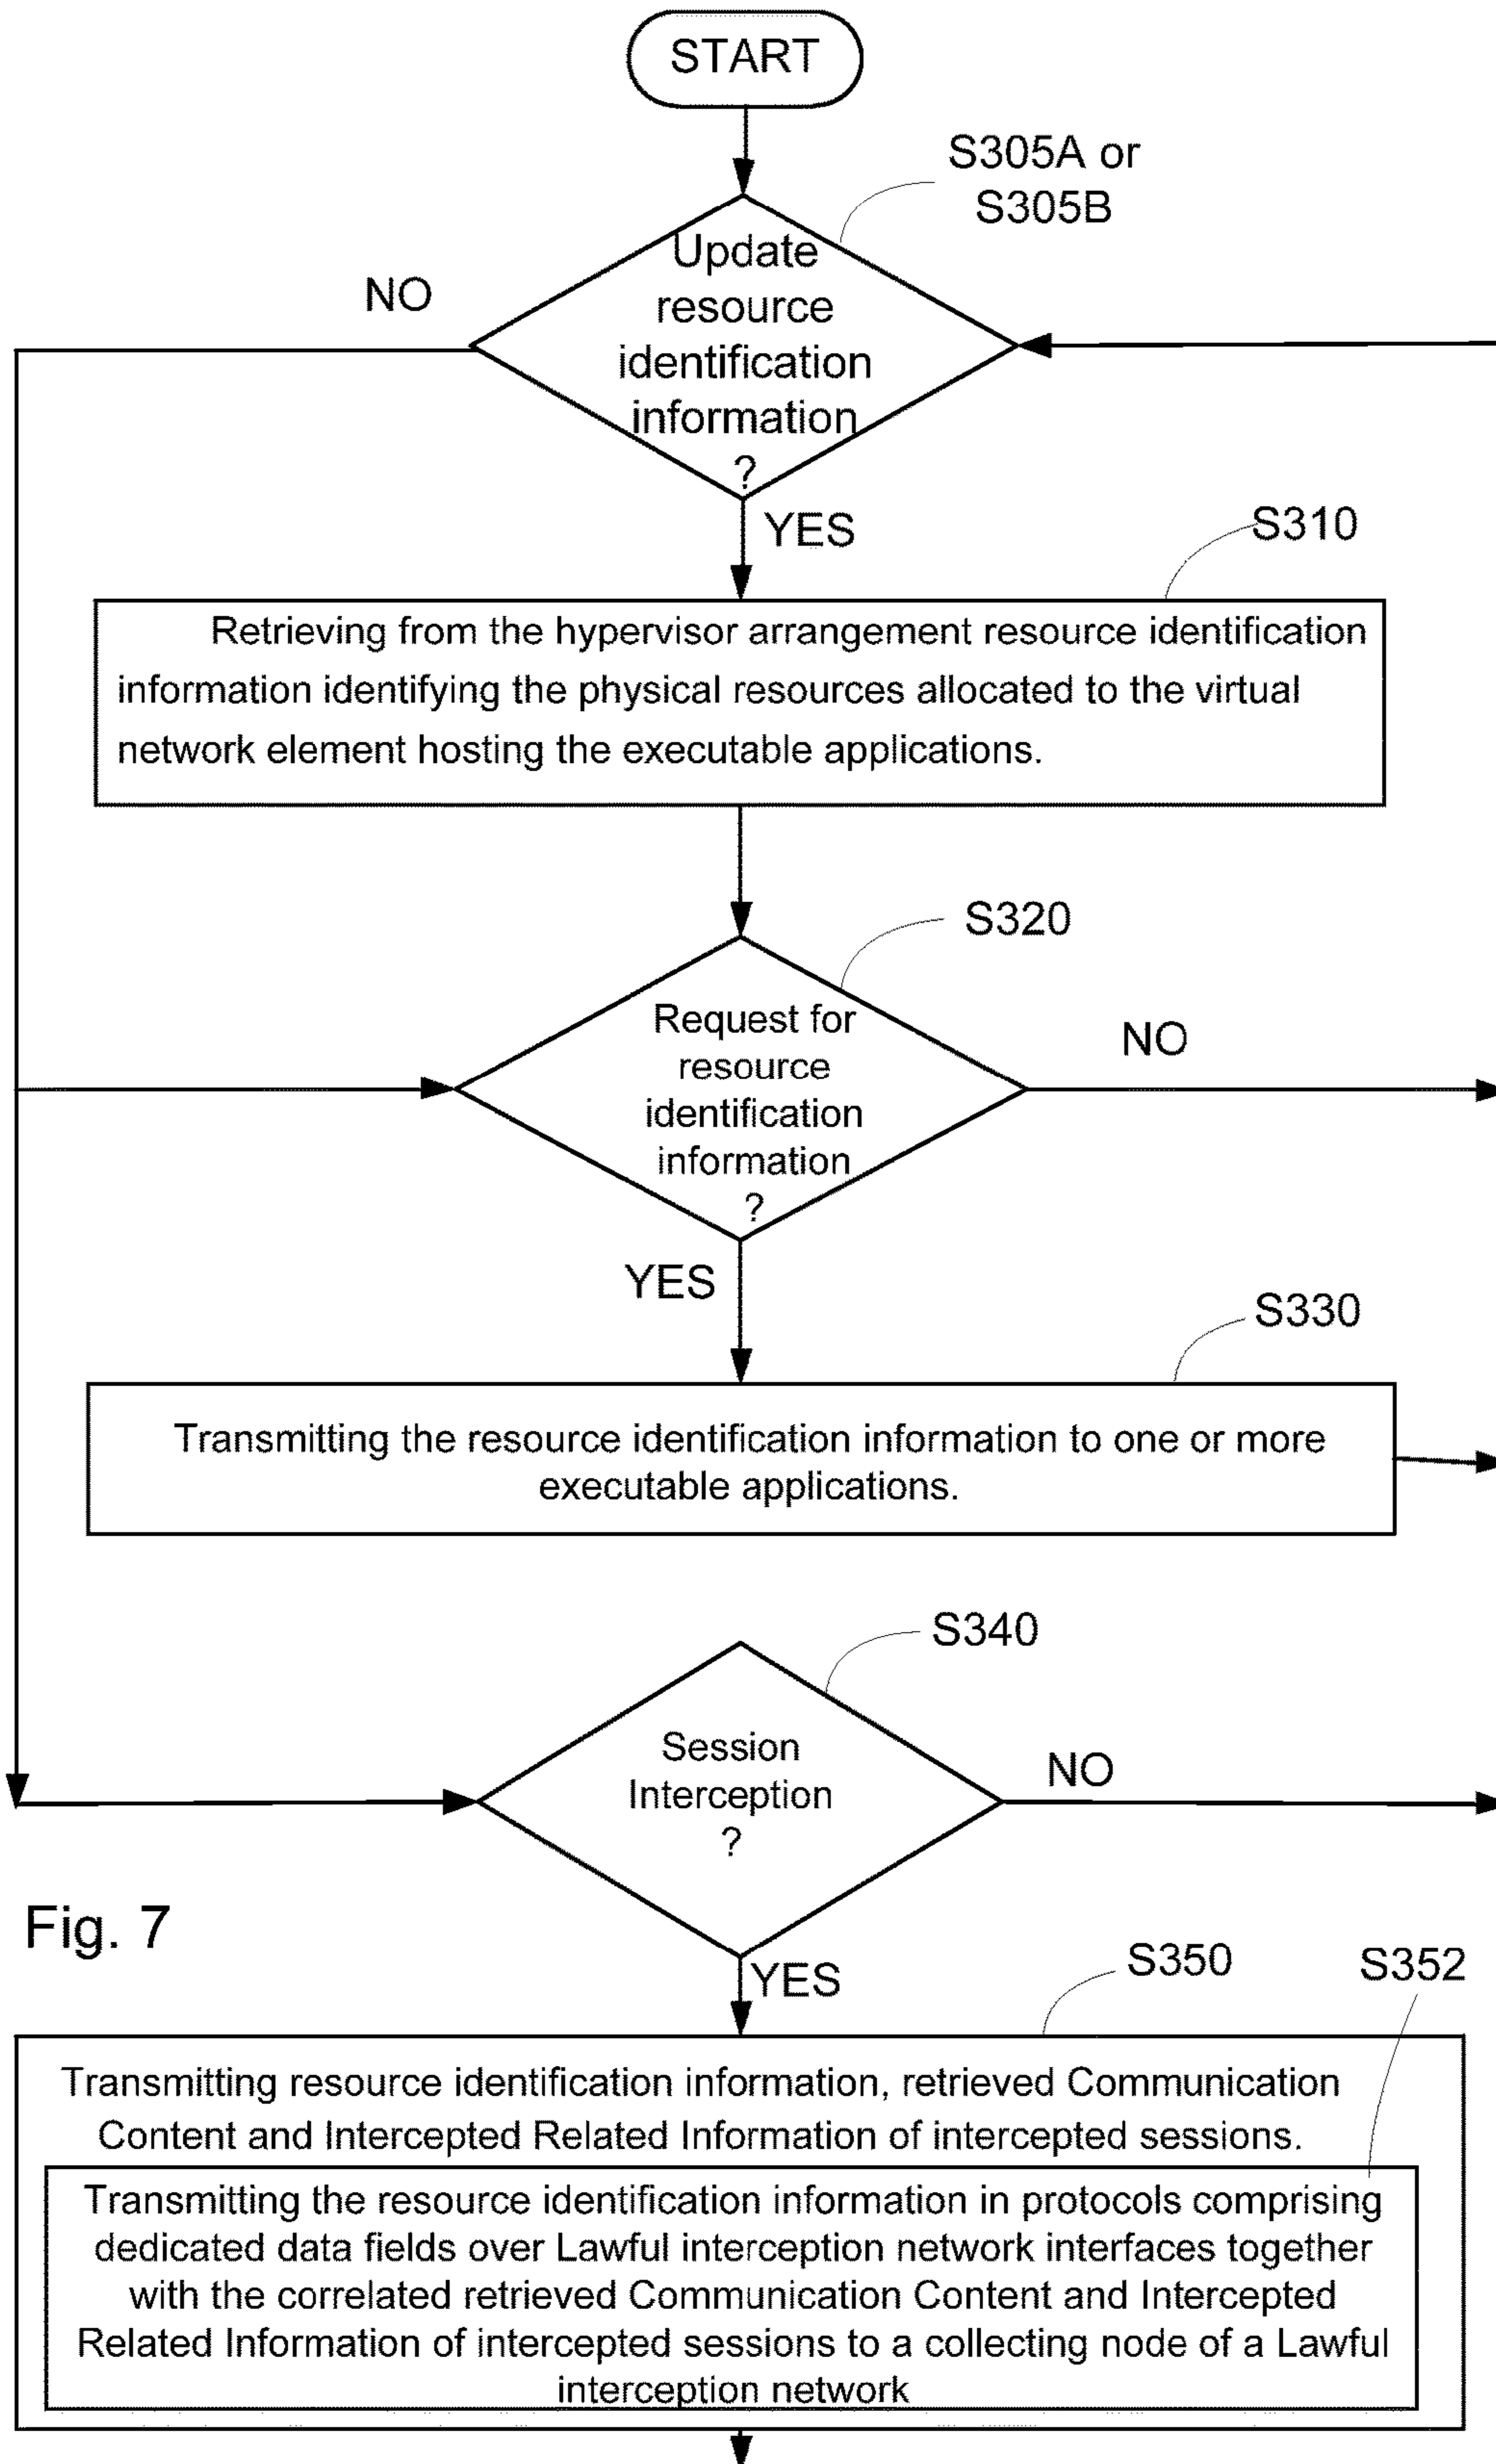 START
S305A or
S305B
Update
resource
identification
information
?
NO
YES
S310
Retrieving from the hypervisor arrangement resource identification
information identifying the physical resources allocated to the virtual
network element hosting the executable applications.
S320
Request for
resource
identification
information
?
NO
YES
S330
Transmitting the resource identification information to one or more
executable applications.
S340
Session
Interception
?
NO
Fig. 7
YES
S350
S352
Transmitting resource identification information, retrieved Communication
Content and Intercepted Related Information of intercepted sessions.
Transmitting the resource identification information in protocols comprising
dedicated data fields over Lawful interception network interfaces together
with the correlated retrieved Communication Content and Intercepted
Related Information of intercepted sessions to a collecting node of a Lawful
interception network